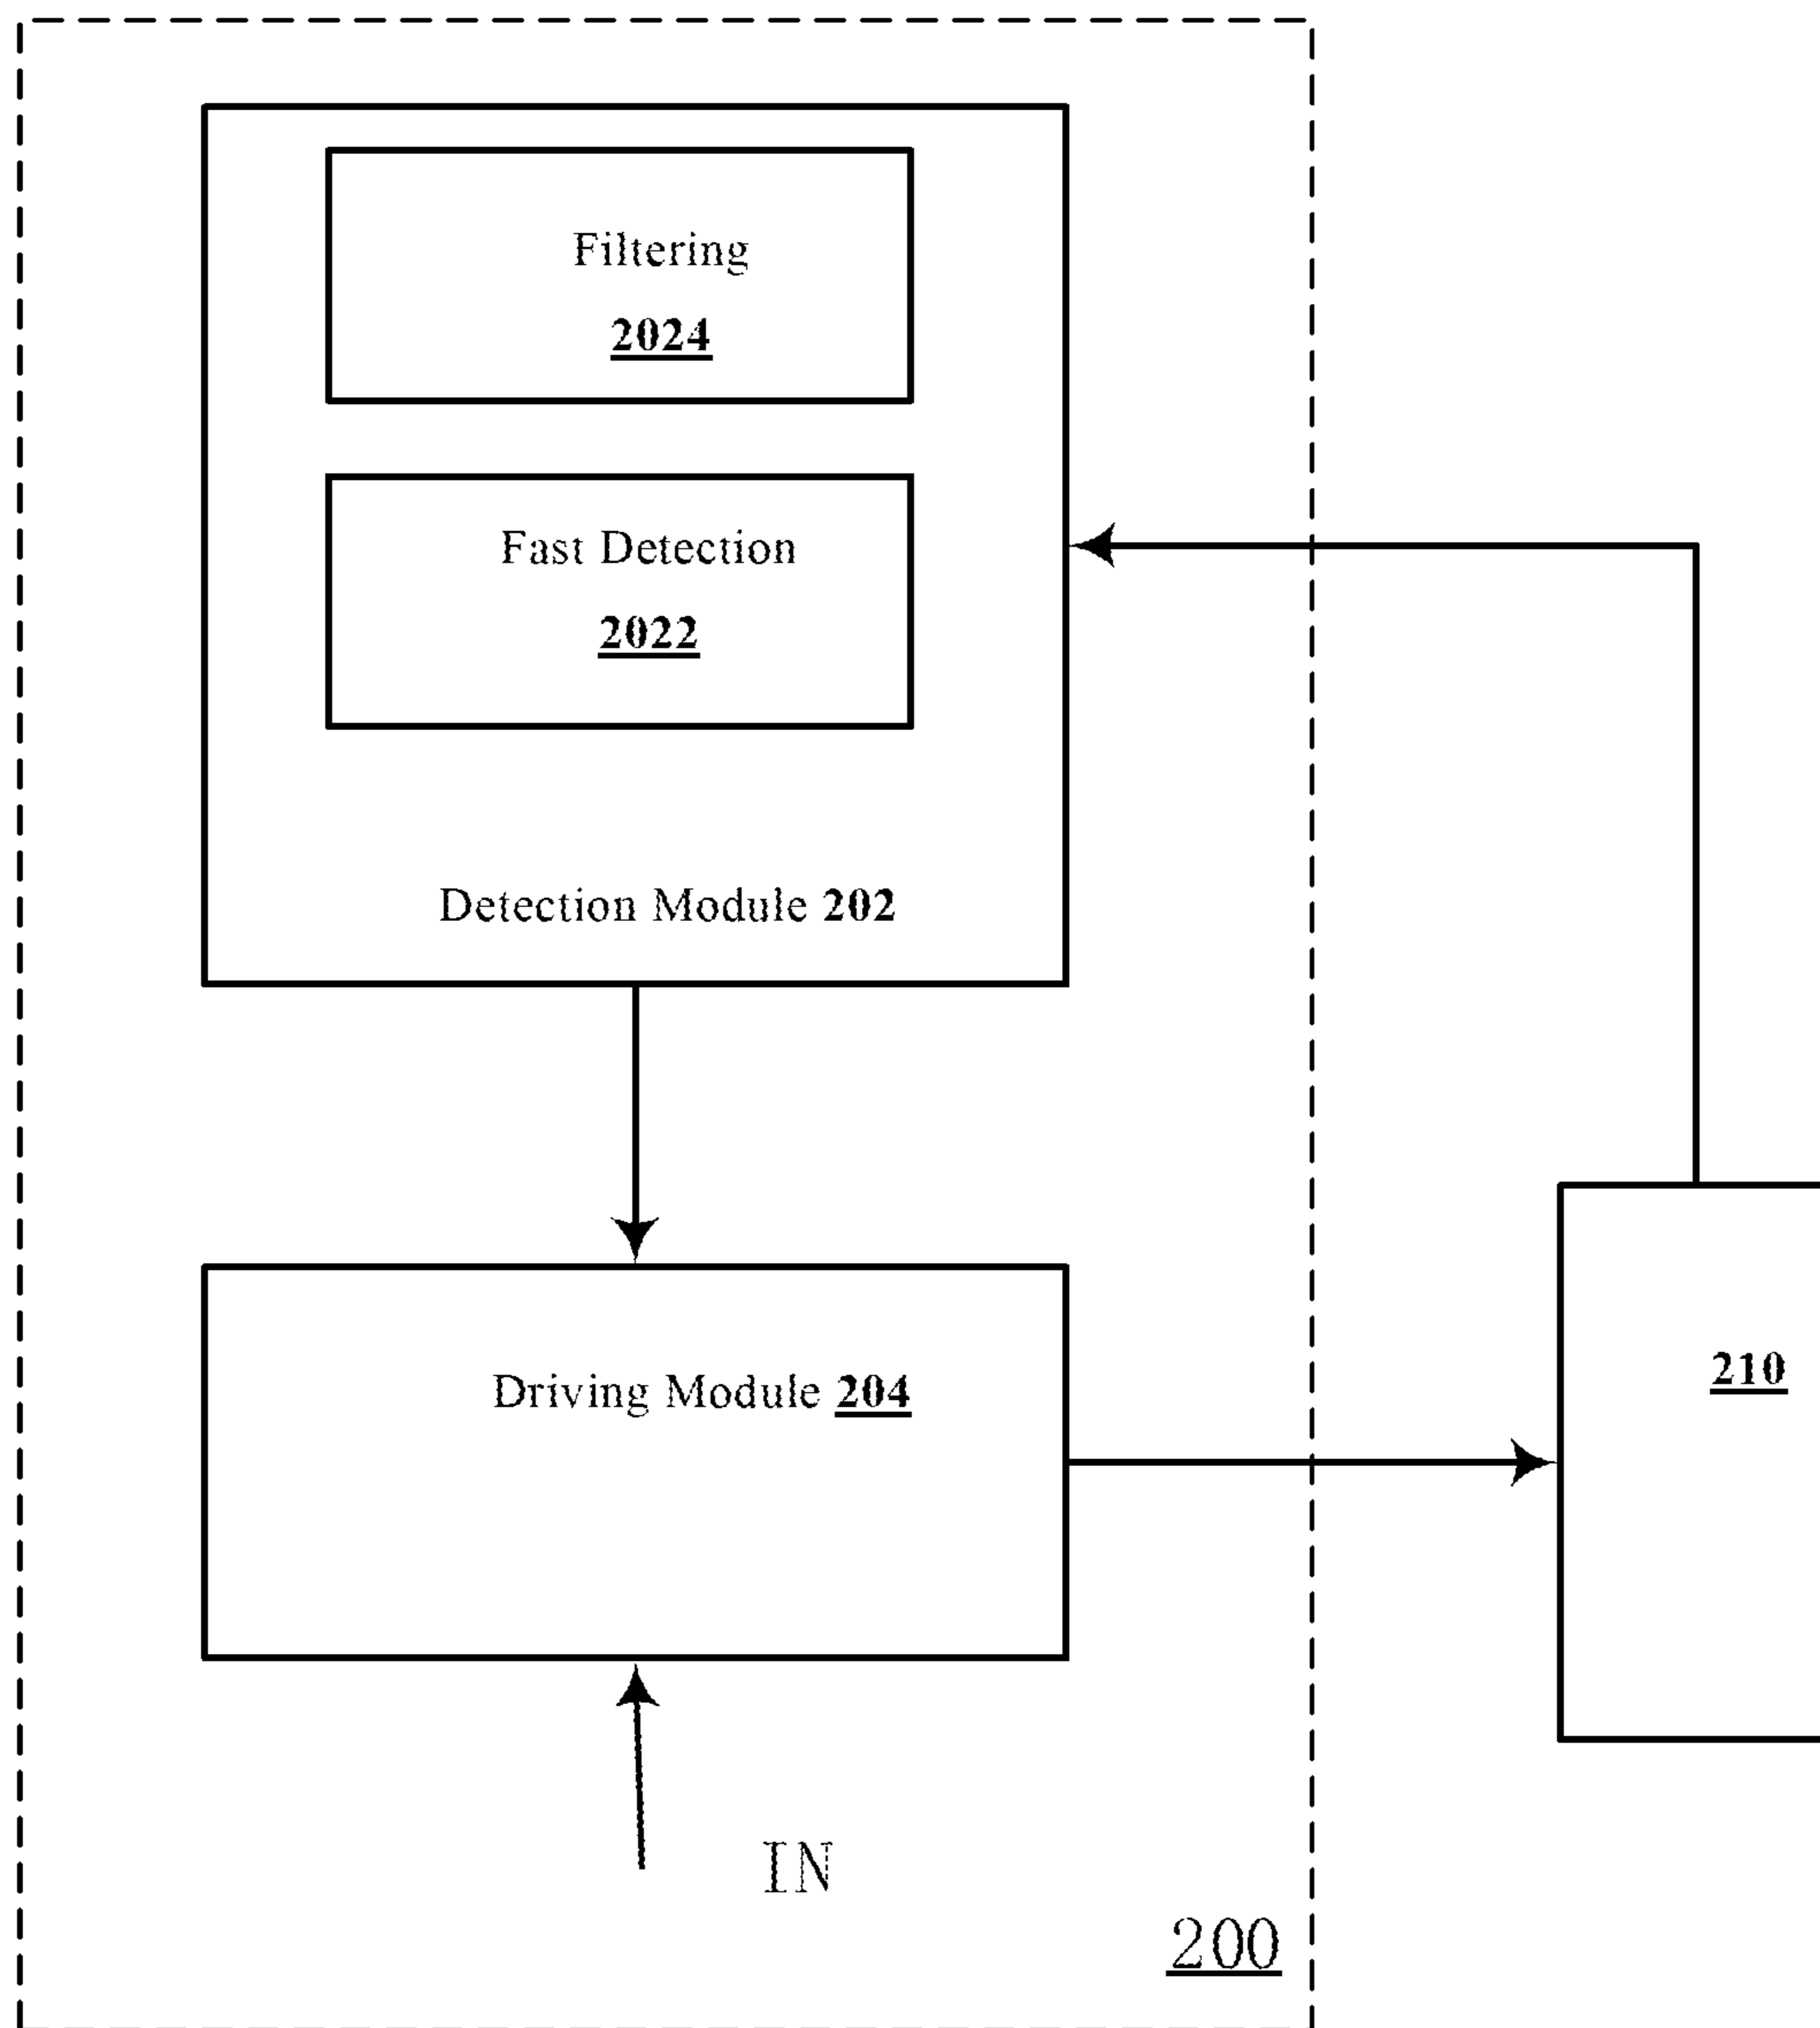 Filtering
2024
Fast Detection
2022
Detection Module 202
Driving Module 204
210
IN
200